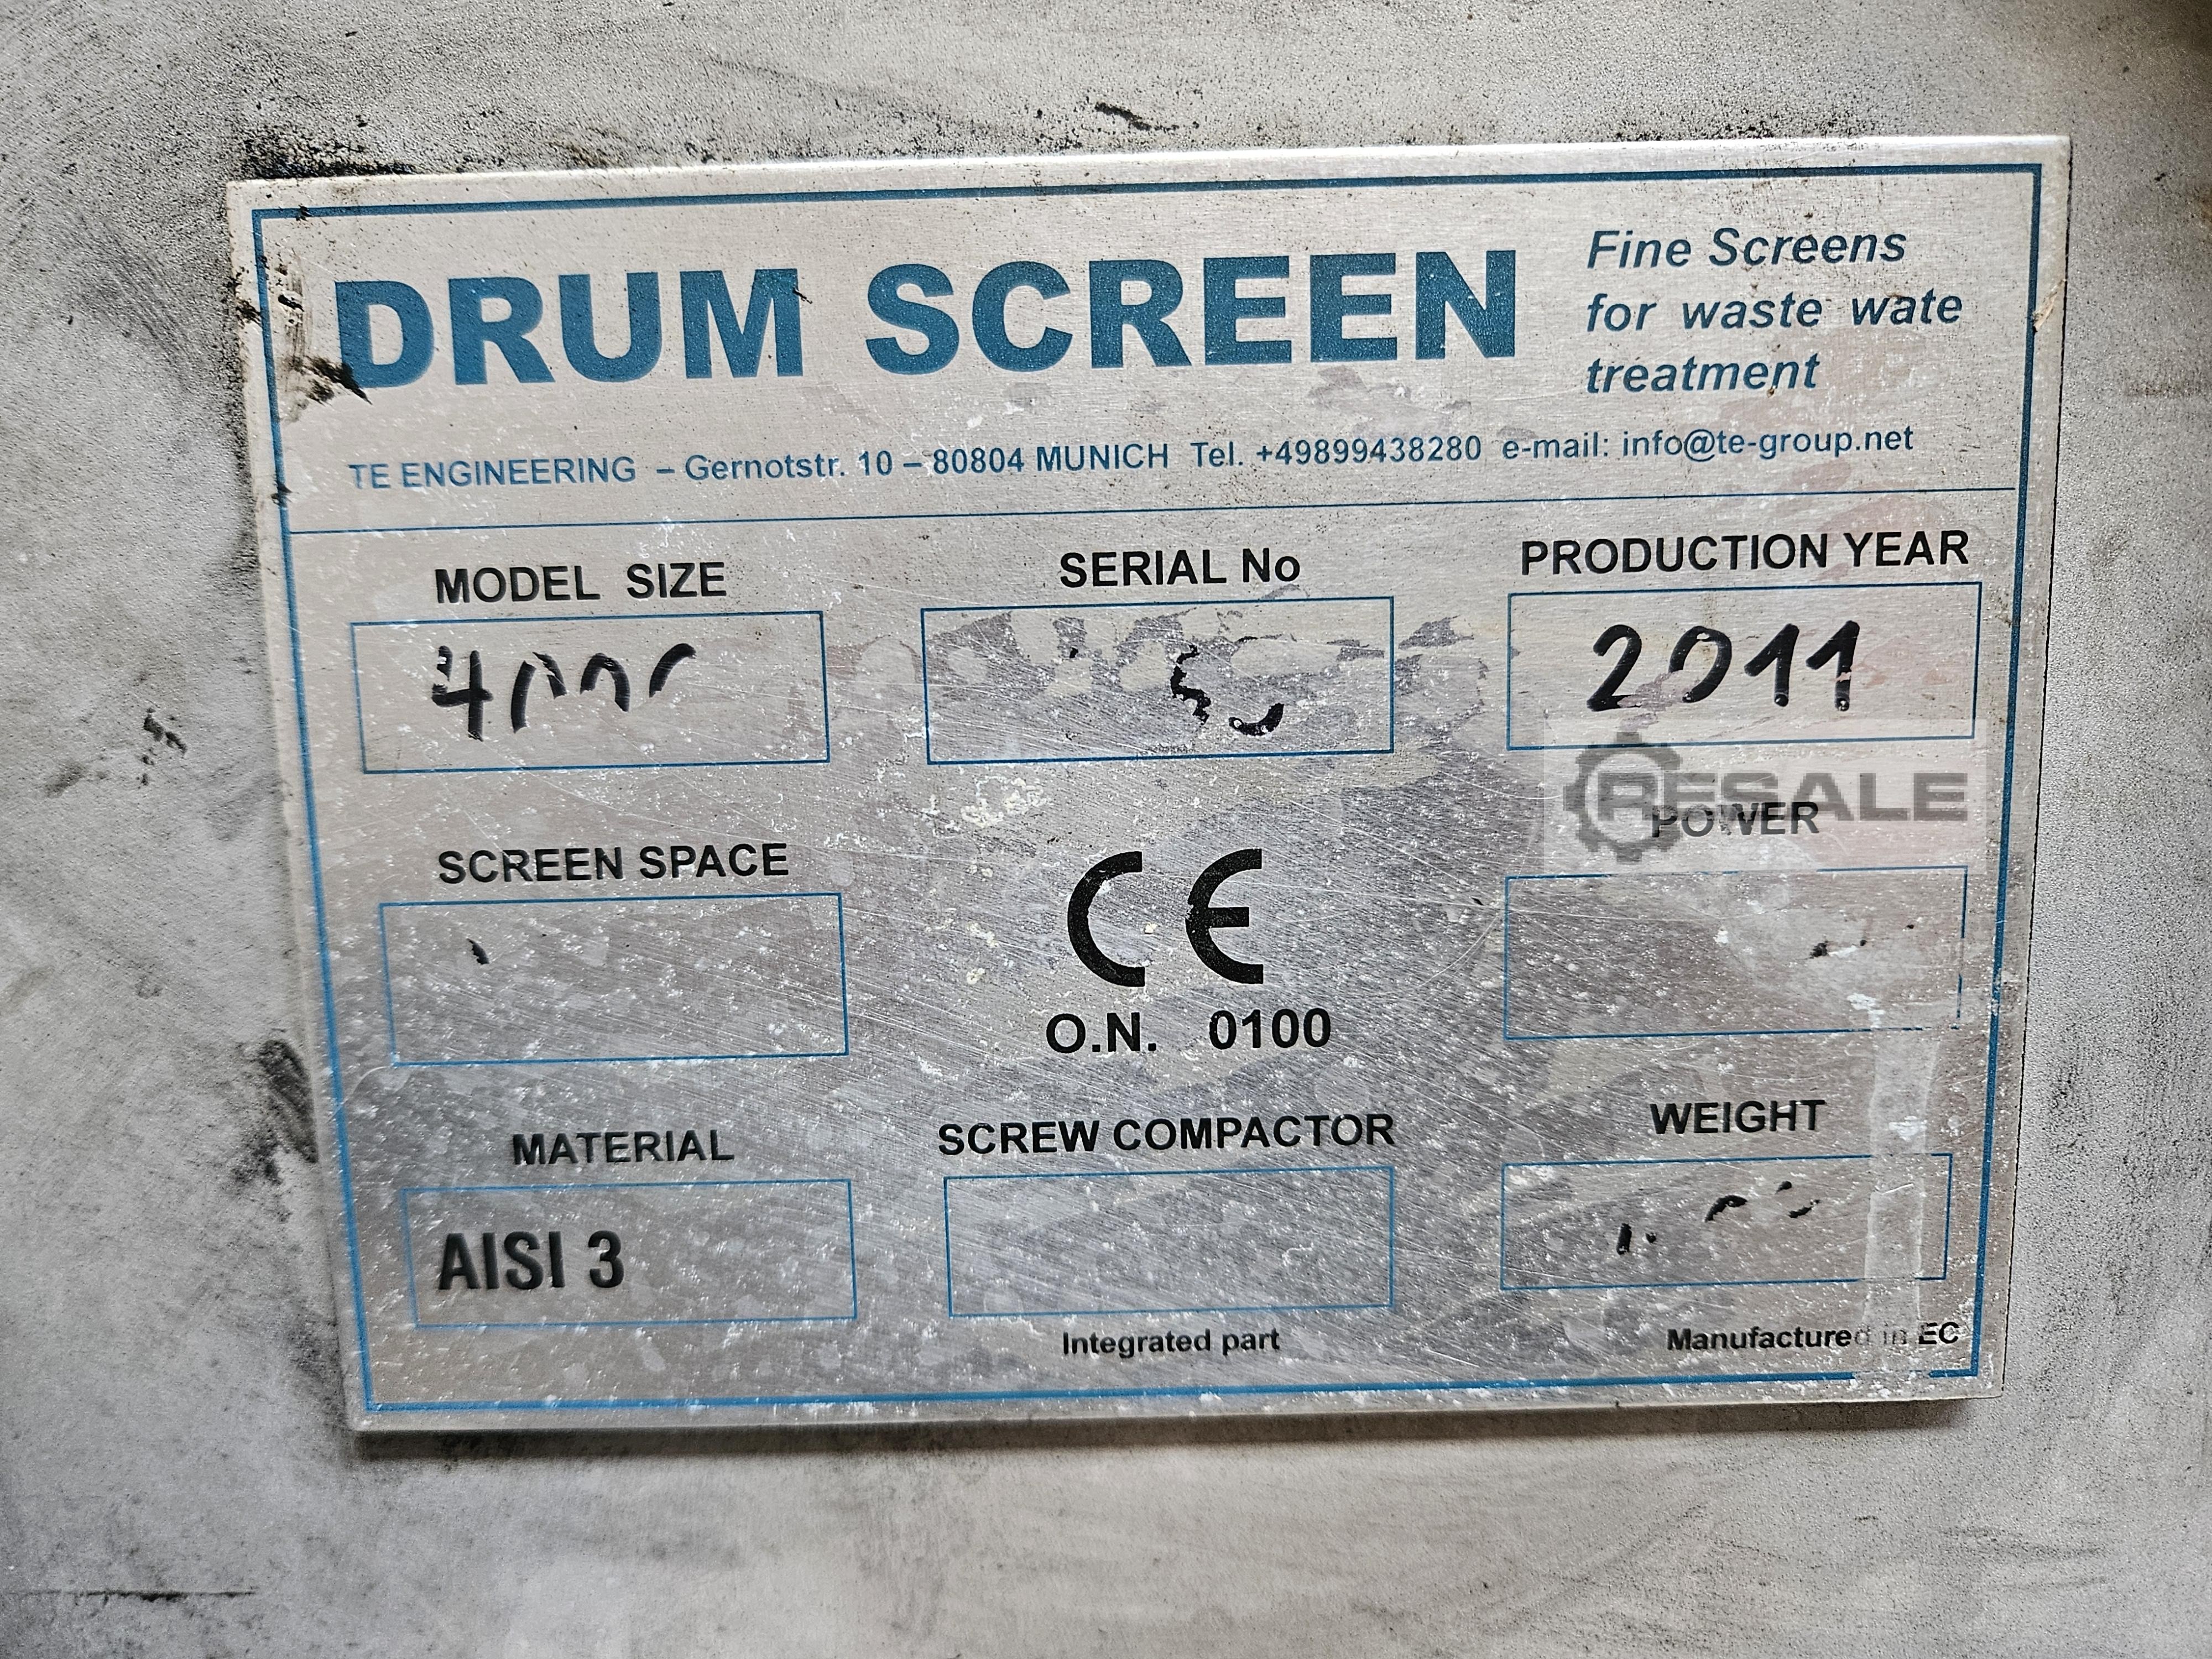 DRUM SCREEN
Fine Screens
for waste wate
treatment
TE ENGINEERING – Gernotstr. 10 – 80804 MUNICH Tel. +49899438280 e-mail: info@te-group.net
MODEL SIZE
SERIAL No
PRODUCTION YEAR
2011
RESALE
SCREEN SPACE
POWER
CE
O.N. 0100
MATERIAL
SCREW COMPACTOR
WEIGHT
AISI 3
Integrated part
Manufactured in EC